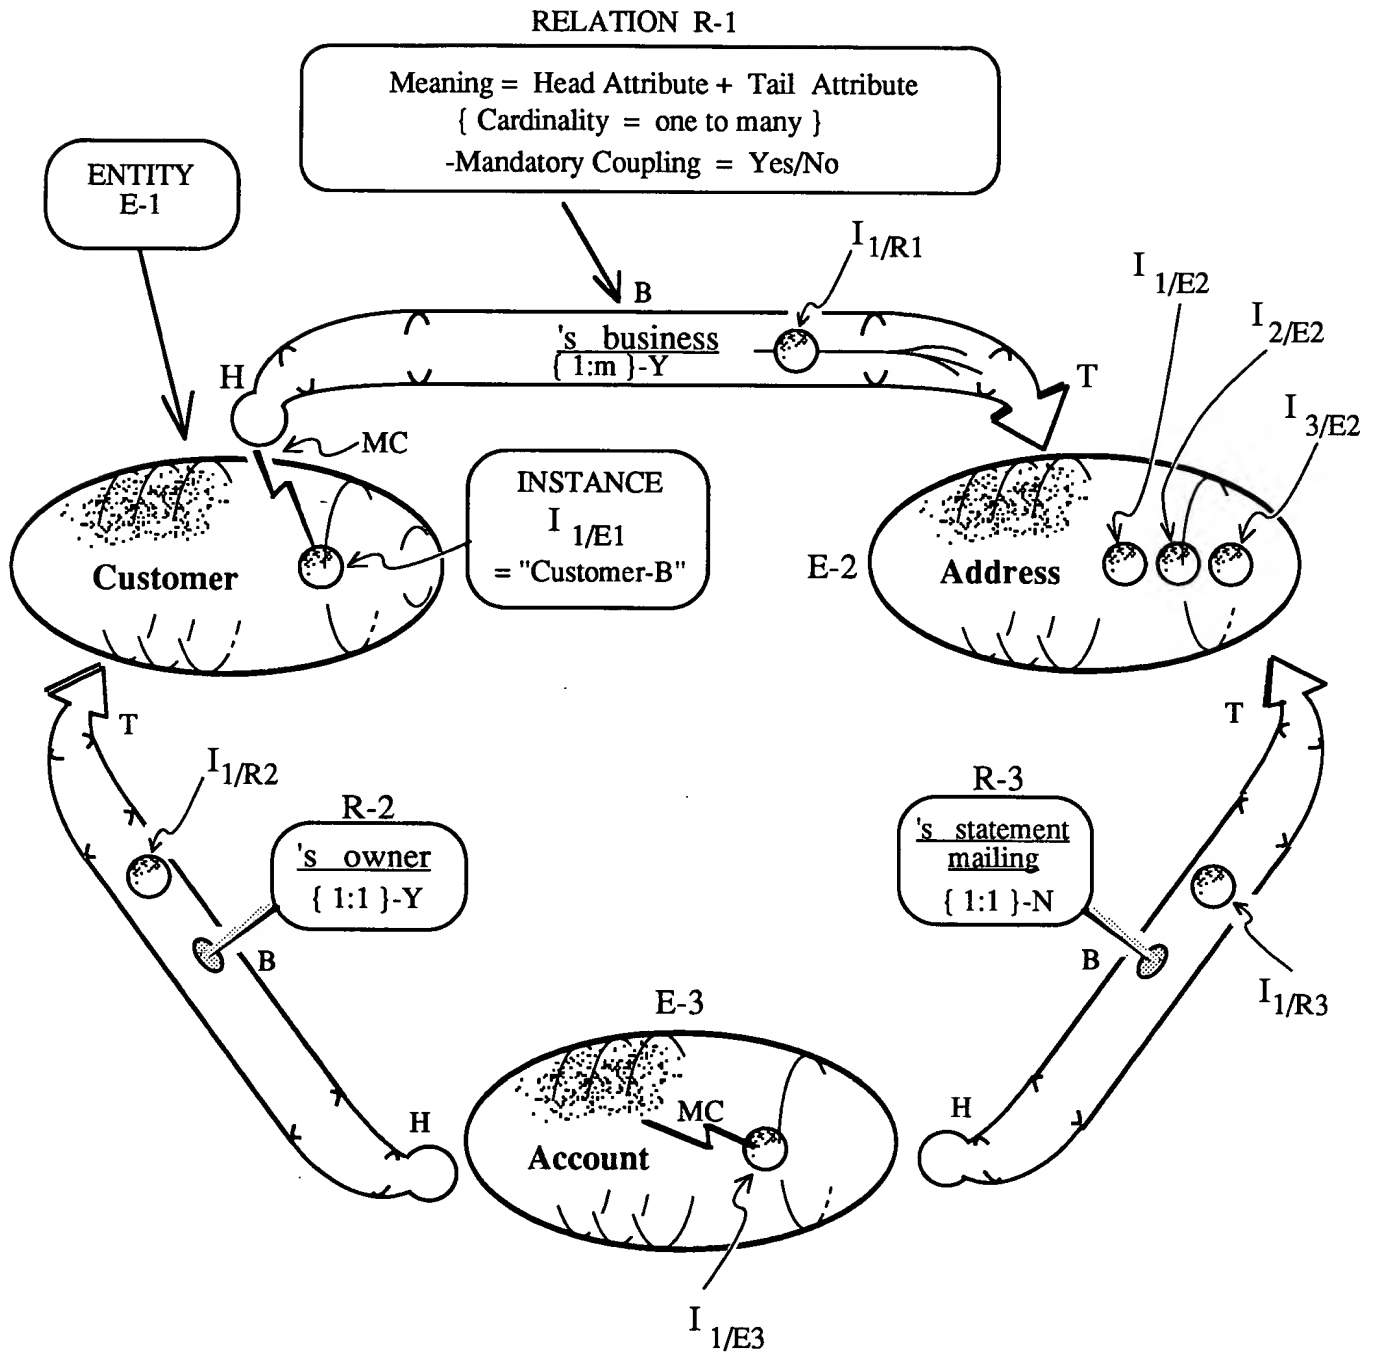 RELATION R-1
Meaning = Head Attribute + Tail Attribute
{ Cardinality = one to many }
-Mandatory Coupling = Yes/No
ENTITY
E-1
I 1/R1
I 1/E2
I 2/E2
I 3/E2
B
's business
{ 1:m }-Y
H
T
MC
INSTANCE
I 1/E1
= "Customer-B"
Customer
E-2
Address
T
T
I 1/R2
R-2
's owner
{ 1:1 }-Y
R-3
's statement
mailing
{ 1:1 }-N
B
B
I 1/R3
E-3
H
H
MC
Account
I 1/E3